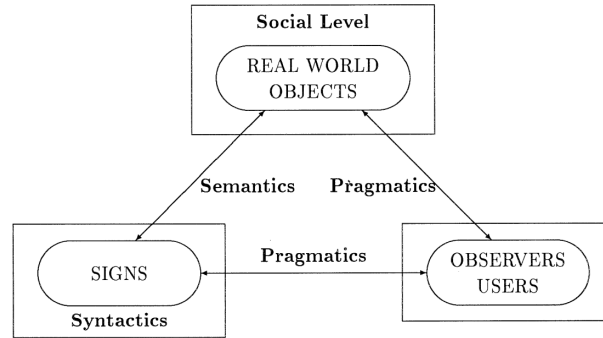 Social Level
REAL WORLD
OBJECTS
Semantics
Pragmatics
Pragmatics
SIGNS
OBSERVERS
USERS
Syntactics